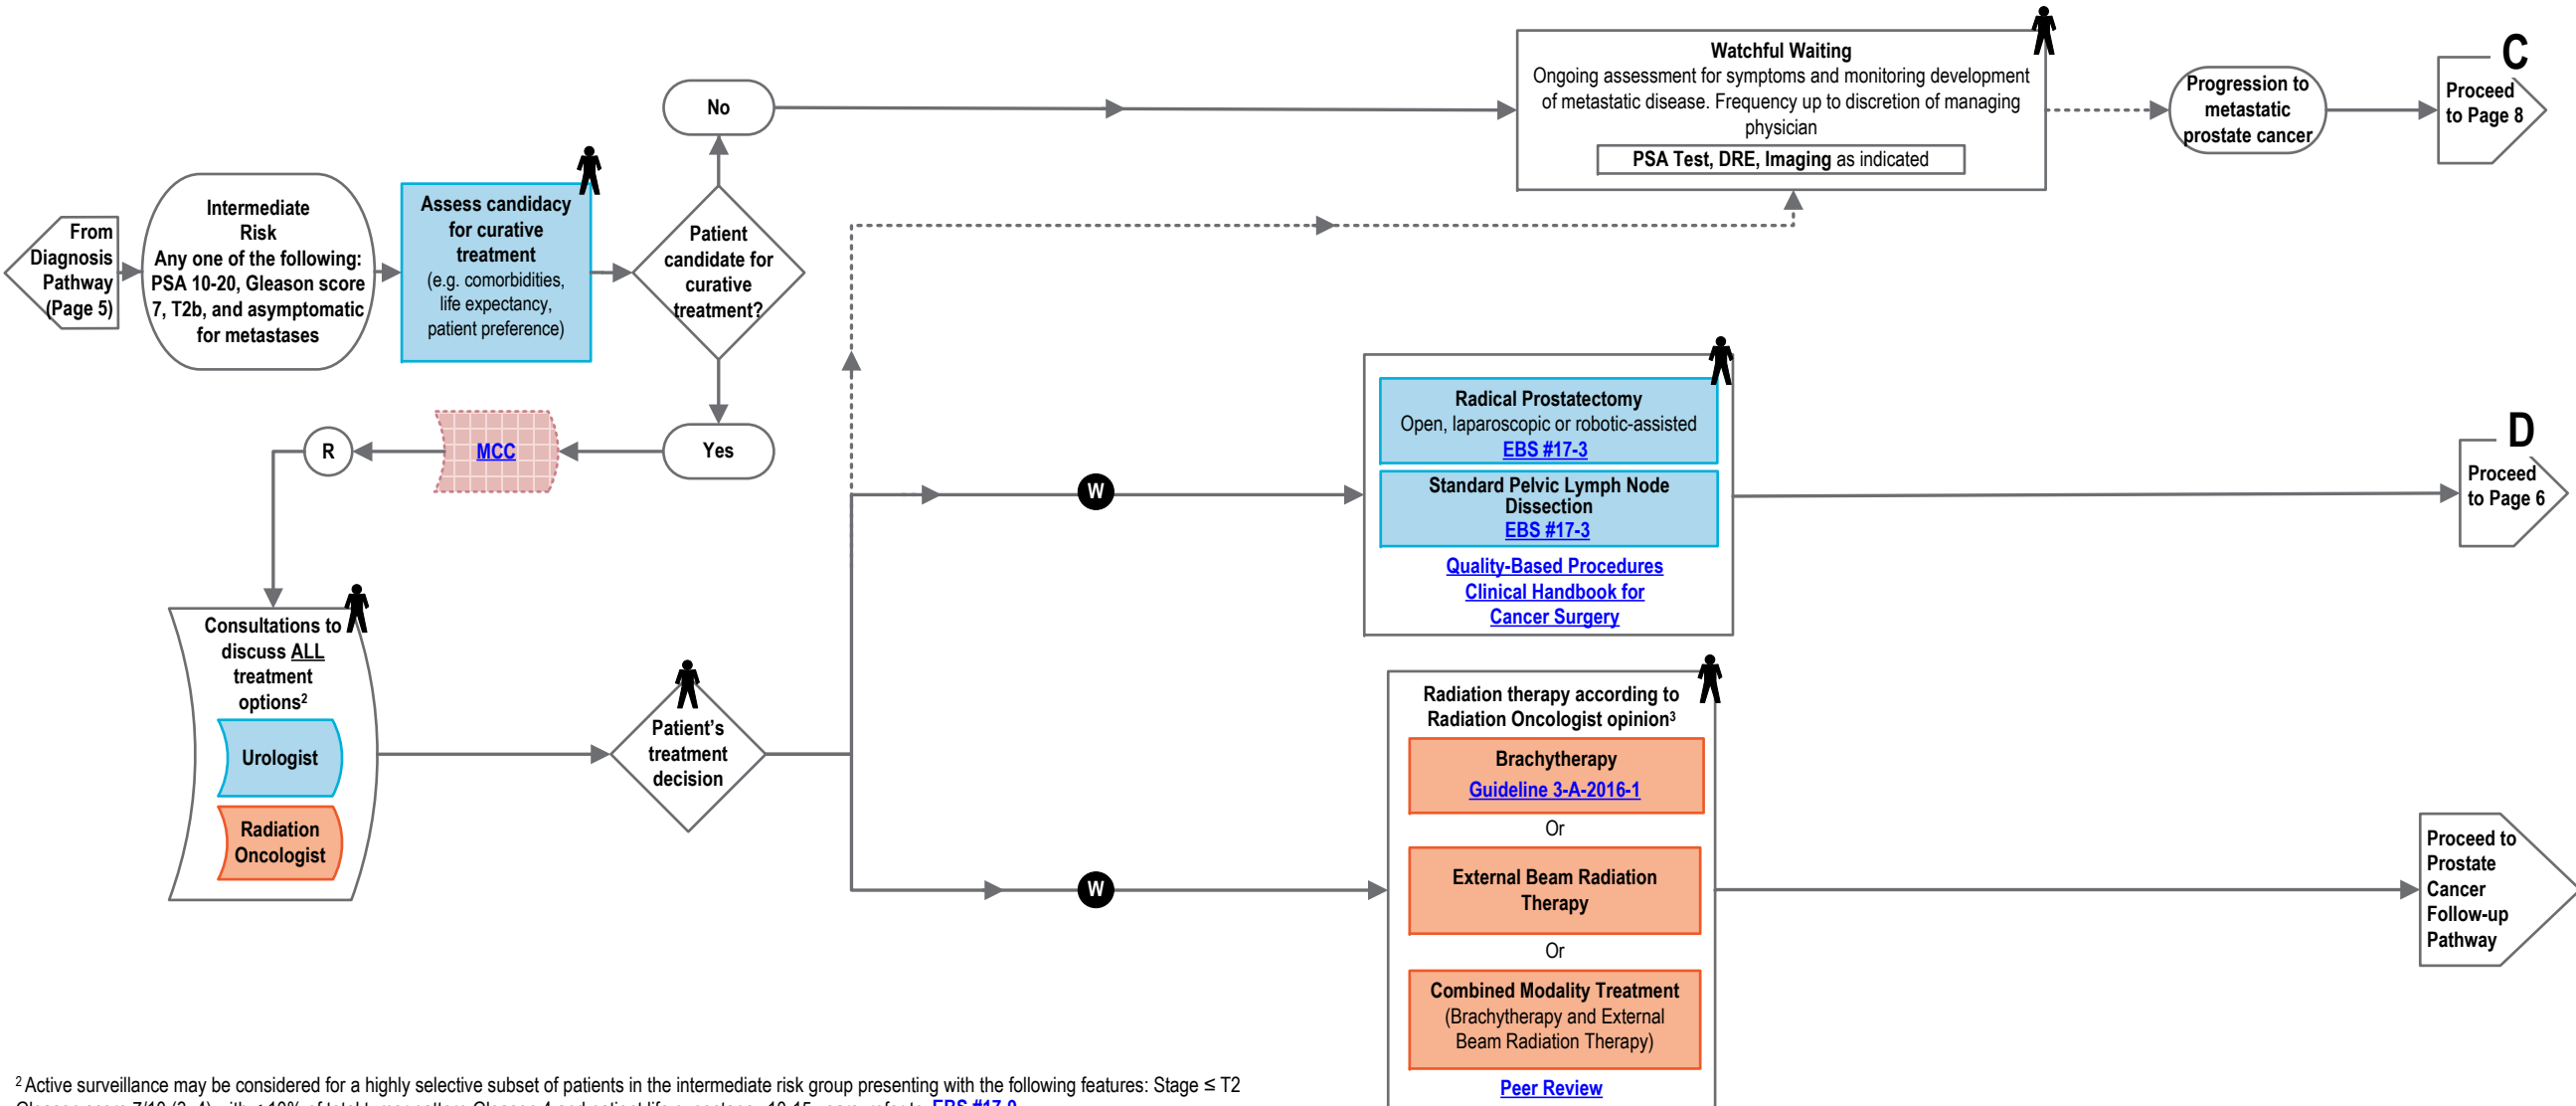 From
Diagnosis
Pathway
(Page 5)
Intermediate
Risk
Any one of the following:
PSA 10-20, Gleason score
7, T2b, and asymptomatic
for metastases
Assess candidacy
for curative
treatment
(e.g. comorbidities,
life expectancy,
patient preference)
Patient
candidate for
curative
treatment?
No
Watchful Waiting
Ongoing assessment for symptoms and monitoring development
of metastatic disease. Frequency up to discretion of managing
physician
PSA Test, DRE, Imaging as indicated
Progression to
metastatic
prostate cancer
C
Proceed
to Page 8
Yes
MCC
R
Consultations to
discuss ALL
treatment
options²
Urologist
Radiation
Oncologist
Patient’s
treatment
decision
W
Radical Prostatectomy
Open, laparoscopic or robotic-assisted
EBS #17-3
Standard Pelvic Lymph Node
Dissection
EBS #17-3
Quality-Based Procedures
Clinical Handbook for
Cancer Surgery
D
Proceed
to Page 6
W
Radiation therapy according to
Radiation Oncologist opinion³
Brachytherapy
Guideline 3-A-2016-1
Or
External Beam Radiation
Therapy
Or
Combined Modality Treatment
(Brachytherapy and External
Beam Radiation Therapy)
Peer Review
Proceed to
Prostate
Cancer
Follow-up
Pathway
² Active surveillance may be considered for a highly selective subset of patients in the intermediate risk group presenting with the following features: Stage ≤ T2